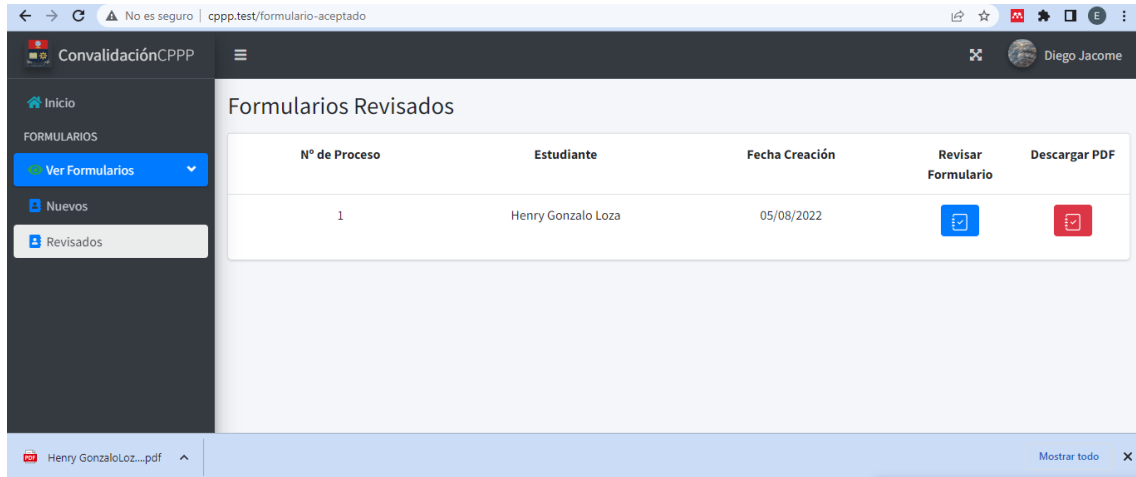 No es seguro | cppp.test/formulario-aceptado
E
ConvalidaciónCPPP
Diego Jacome
Inicio
FORMULARIOS
Ver Formularios
Nuevos
Revisados
Formularios Revisados
Nº de Proceso Estudiante Fecha Creación Revisar Formulario Descargar PDF
1 Henry Gonzalo Loza 05/08/2022
PDF Henry GonzaloLoz....pdf
Mostrar todo